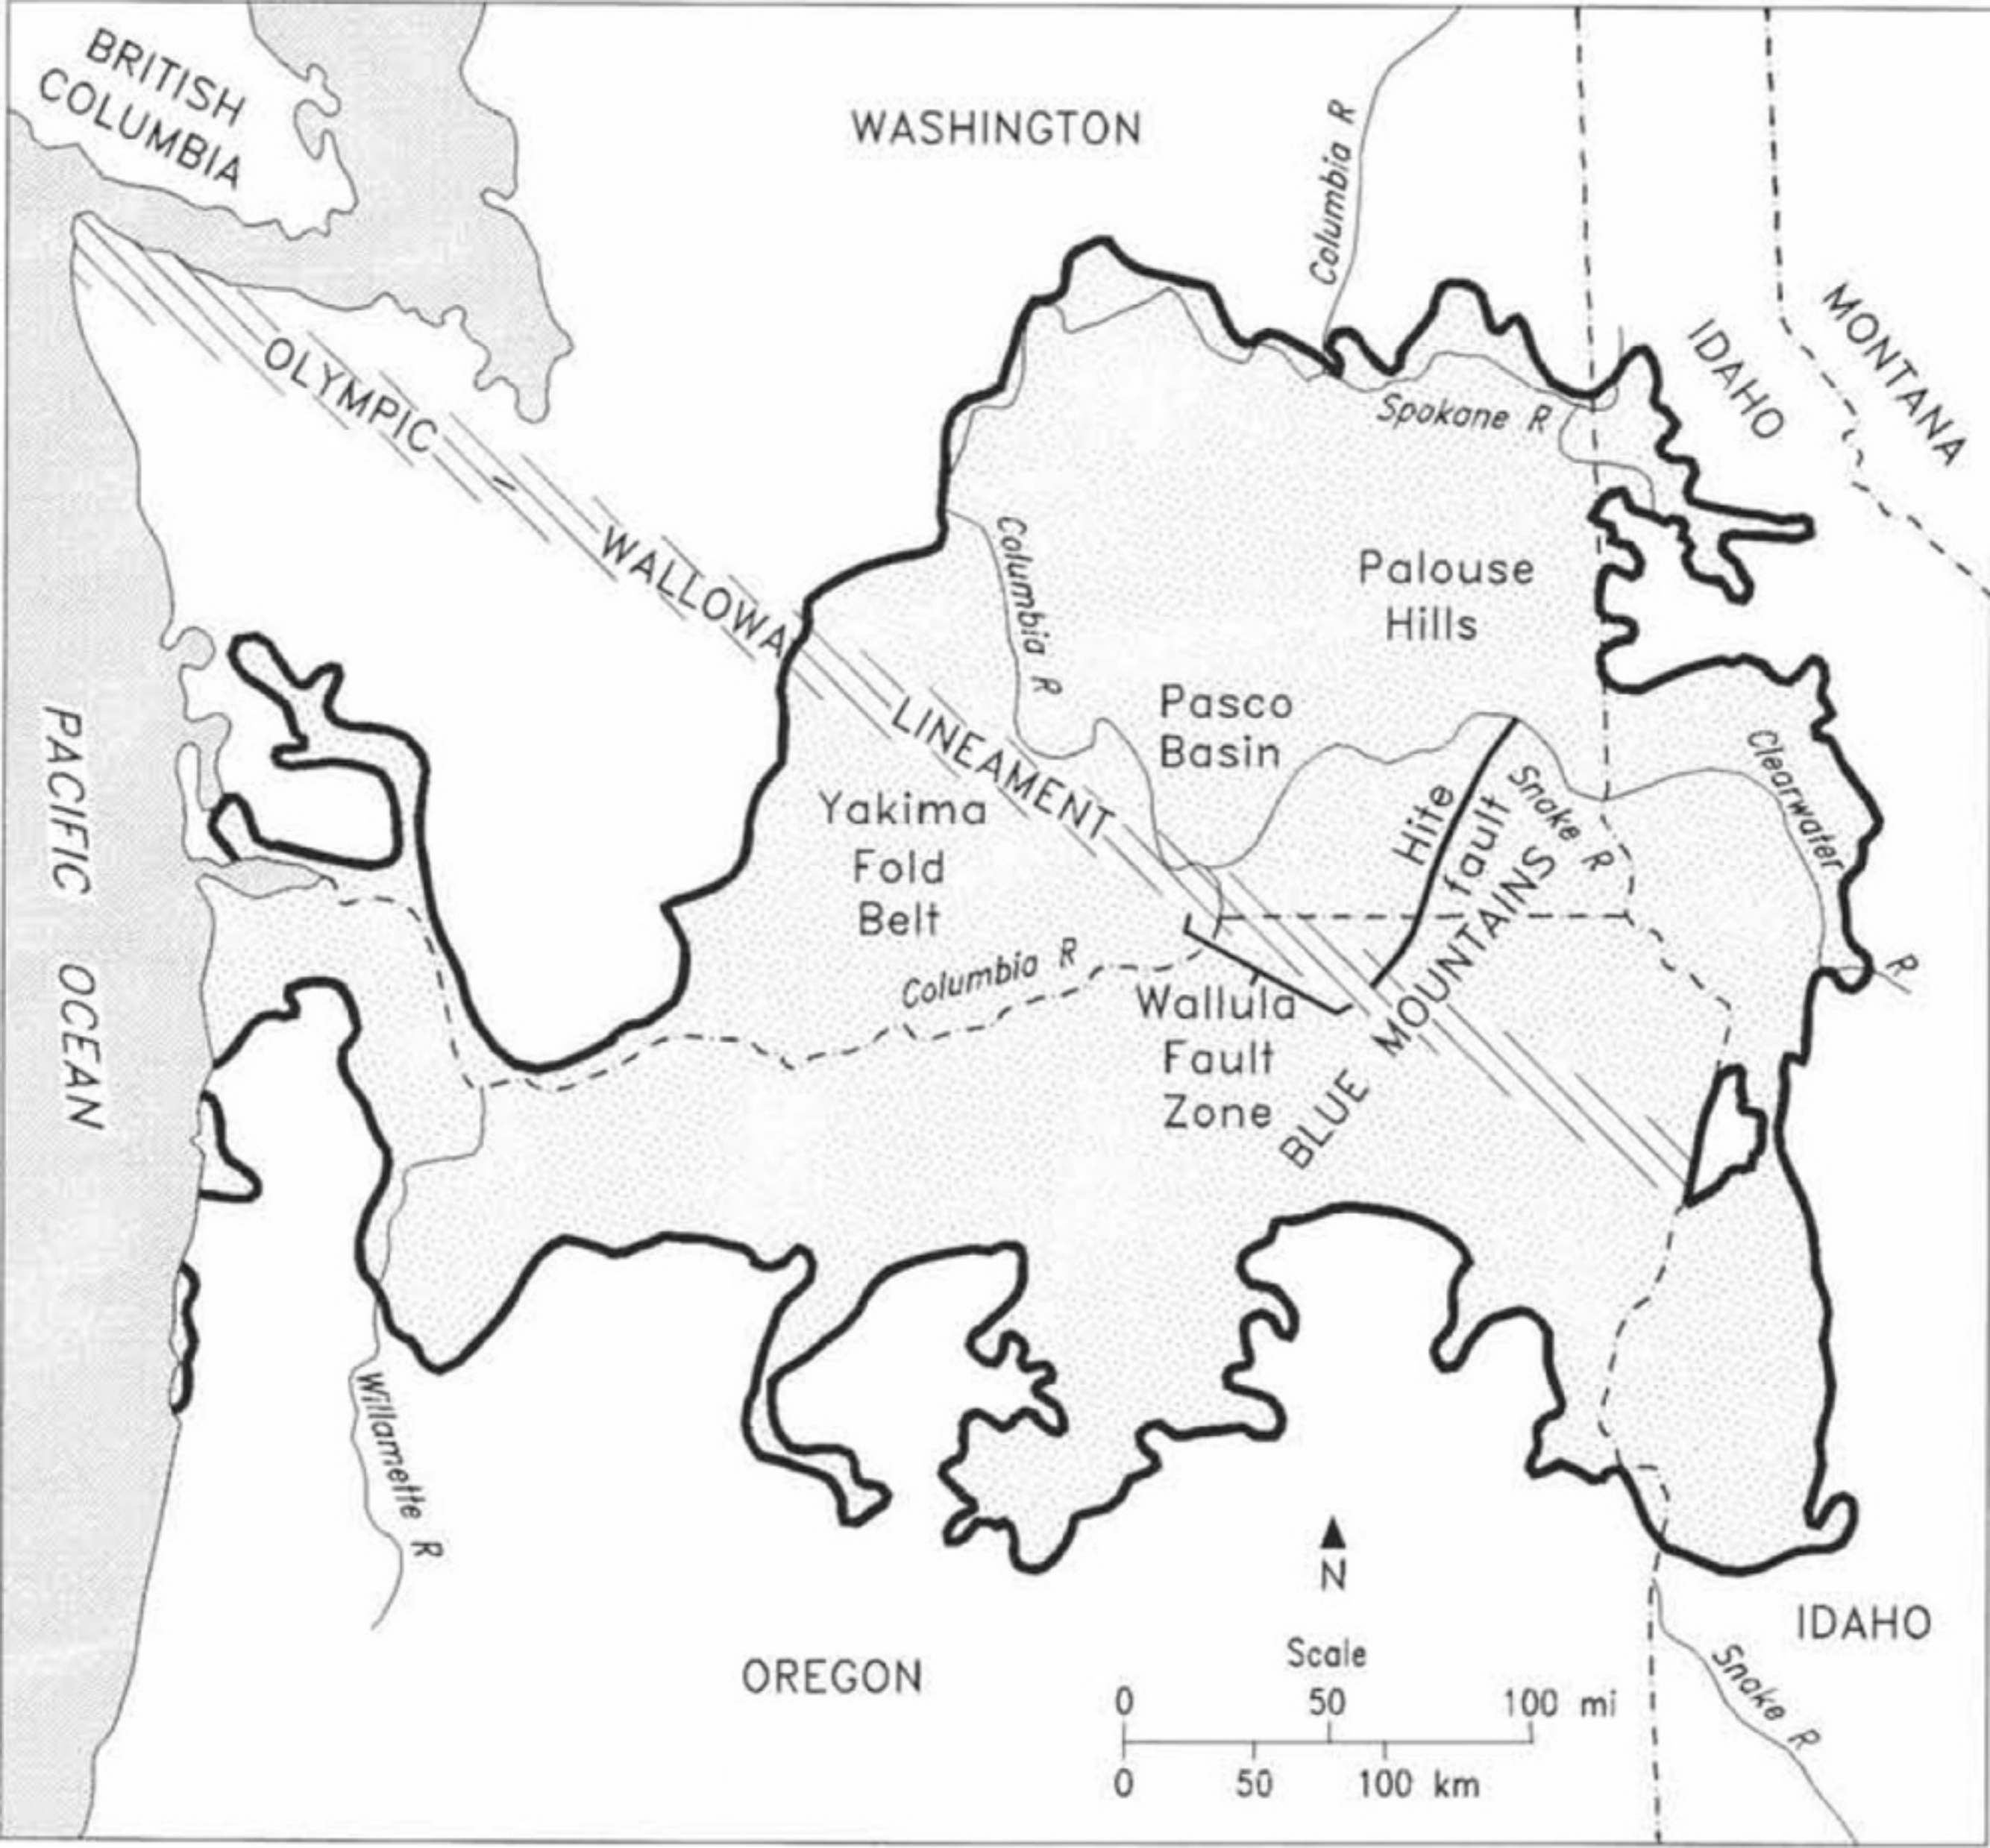 BRITISH
COLUMBIA
WASHINGTON
Columbia R
MONTANA
IDAHO
OLYMPIC - WALLOWA LINEAMENT
Spokane R
Columbia R
Palouse
Hills
Pasco
Basin
Clearwater R
Snake R
Hite
fault
Yakima
Fold
Belt
PACIFIC OCEAN
Columbia R
Wallula
Fault
Zone
BLUE MOUNTAINS
Willamette R
N
IDAHO
OREGON
Scale
0 50 100 mi
0 50 100 km
Snake R